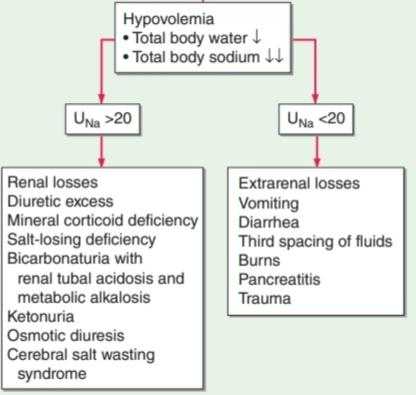 Hypovolemia
• Total body water ↓
• Total body sodium ↓↓
UNa >20
UNa <20
Renal losses
Diuretic excess
Mineral corticoid deficiency
Salt-losing deficiency
Bicarbonaturia with
renal tubal acidosis and
metabolic alkalosis
Ketonuria
Osmotic diuresis
Cerebral salt wasting
syndrome
Extrarenal losses
Vomiting
Diarrhea
Third spacing of fluids
Burns
Pancreatitis
Trauma